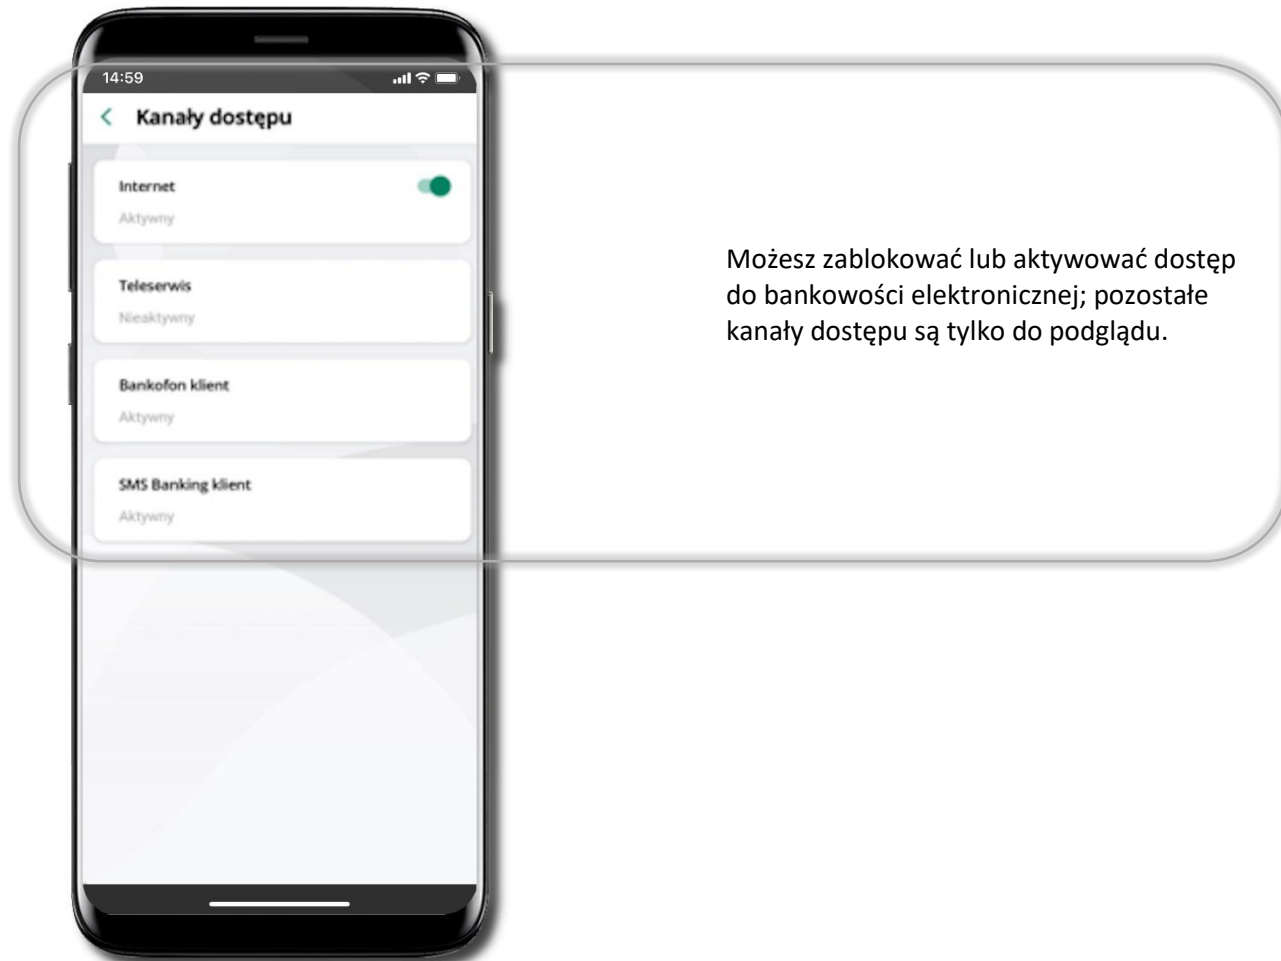 14:59
Kanały dostępu
Internet
Aktywny
Teleserwis
Nieaktywny
Bankofon klient
Aktywny
SMS Banking klient
Aktywny
Możesz zablokować lub aktywować dostęp
do bankowości elektronicznej; pozostałe
kanały dostępu są tylko do podglądu.